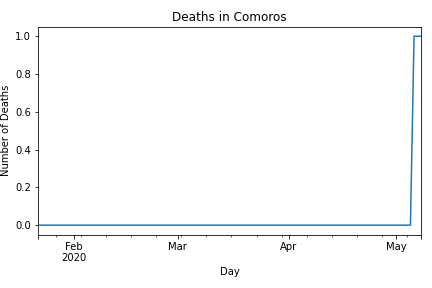 Deaths in Comoros
1.0
0.8
0.6
0.4
0.2
0.0
Number of Deaths
Feb
2020
Mar
Apr
May
Day